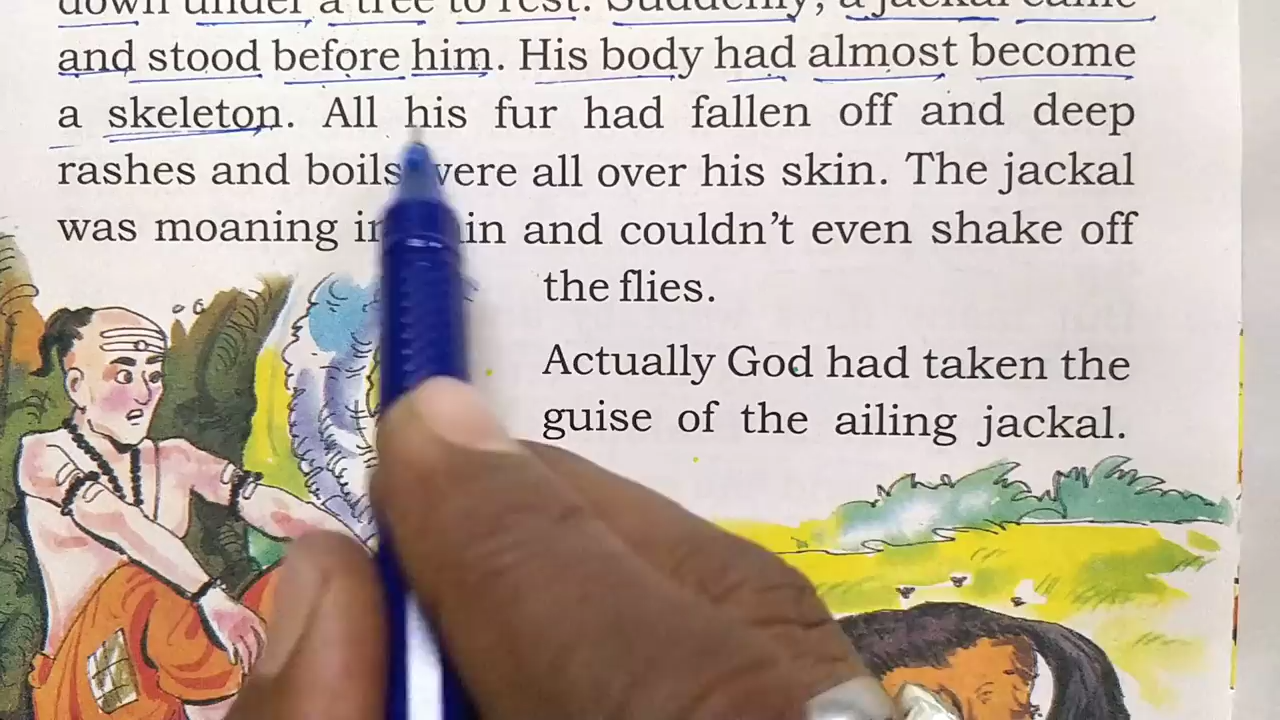 down under a tree to rest. Suddenly, a jackal came
and stood before him. His body had almost become
a skeleton. All his fur had fallen off and deep
rashes and boils were all over his skin. The jackal
was moaning in pain and couldn't even shake off
the flies.
Actually God had taken the
guise of the ailing jackal.